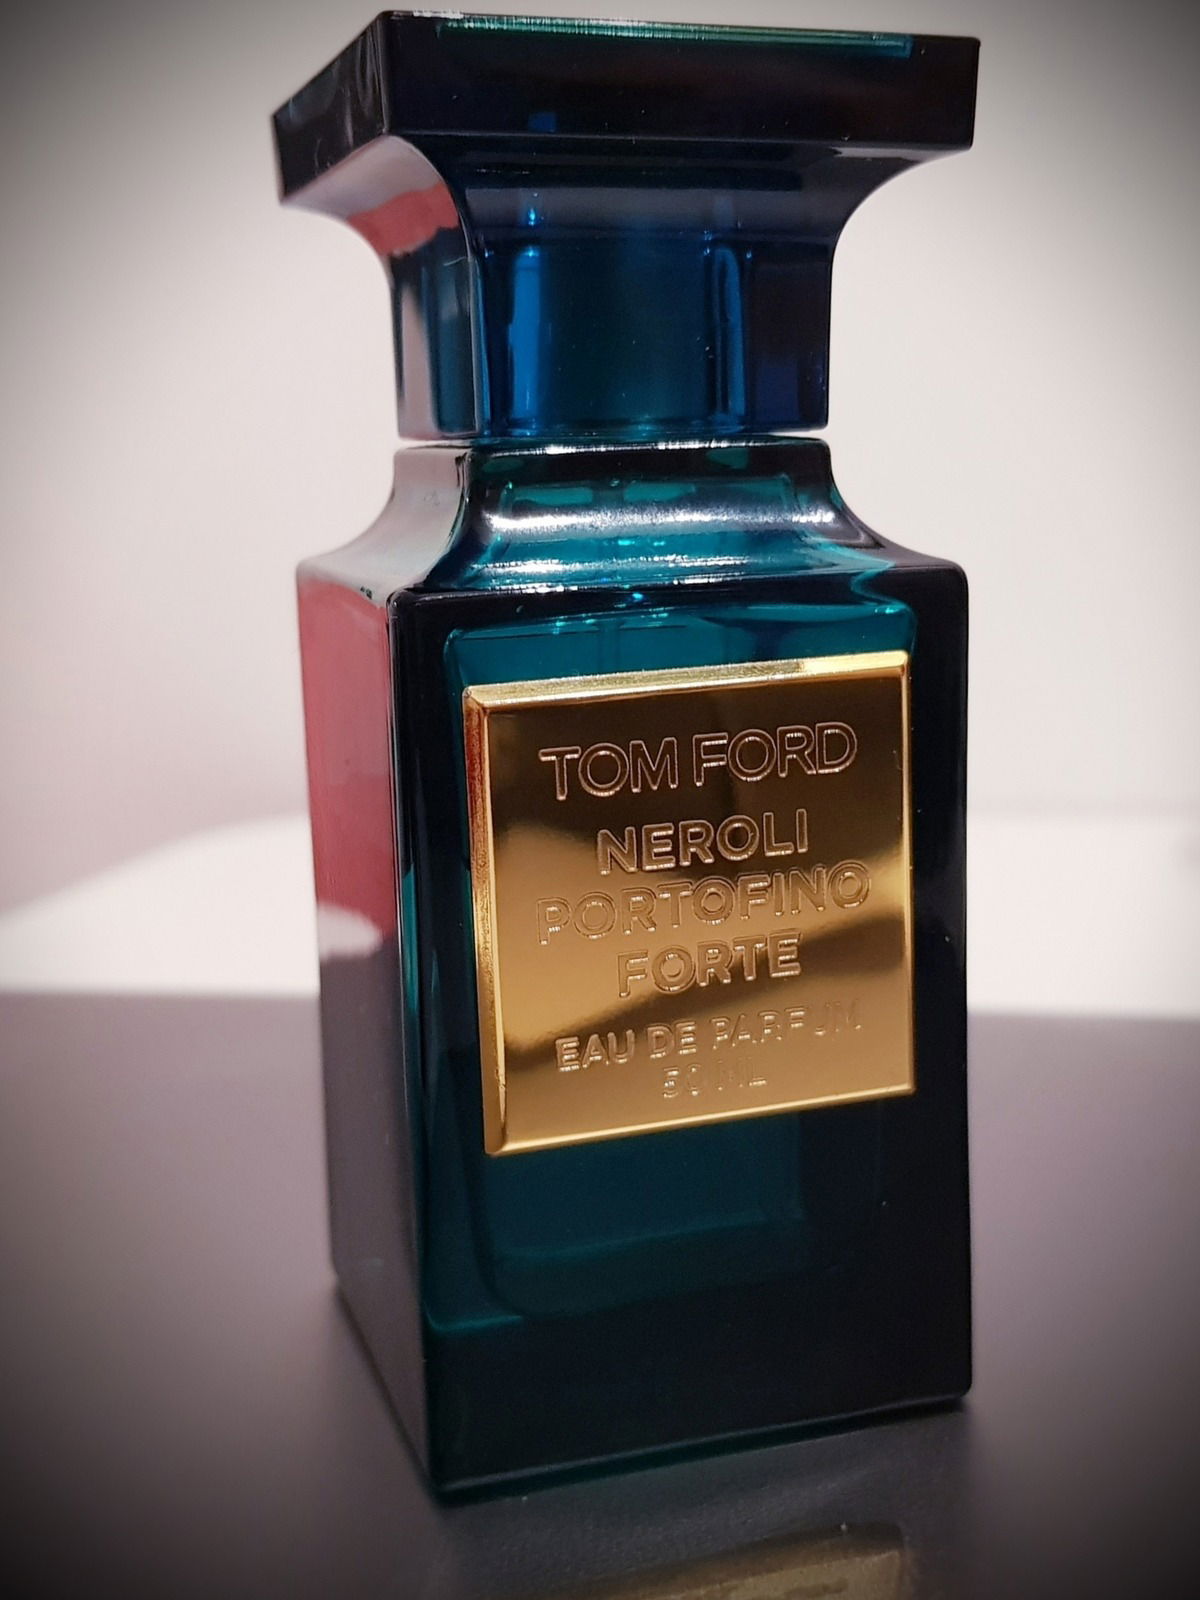 TOM FORD
NEROLI
PORTOFINO
FORTE
EAU DE PARFUM
50 ML